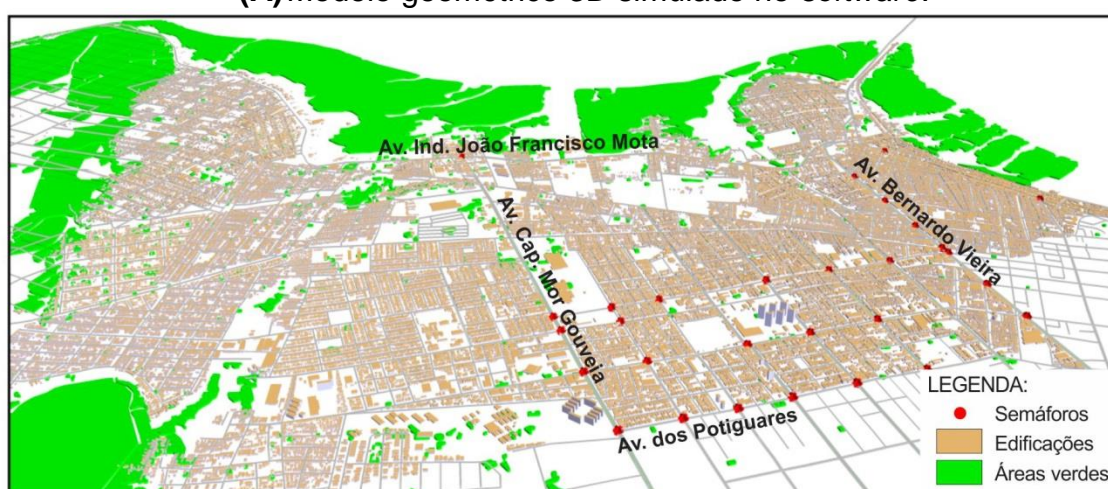 (A) Modelo geométrico 3D simulado no software.
Av. Ind. João Francisco Mota
Av. Bernardo Vieira
Av. Cap. Mor Gouveia
Av. dos Potiguares
LEGENDA:
Semáforos
Edificações
Áreas verdes